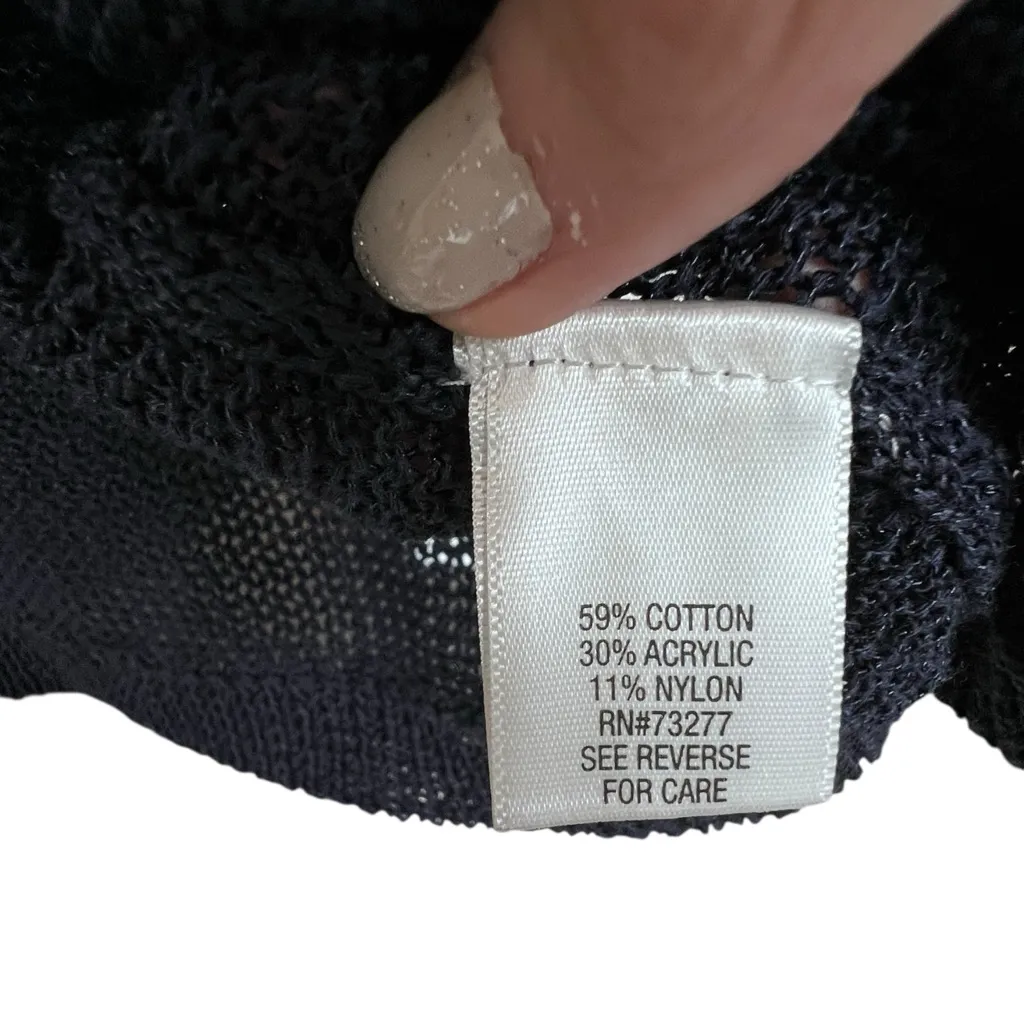 59% COTTON
30% ACRYLIC
11% NYLON
RN#73277
SEE REVERSE
FOR CARE